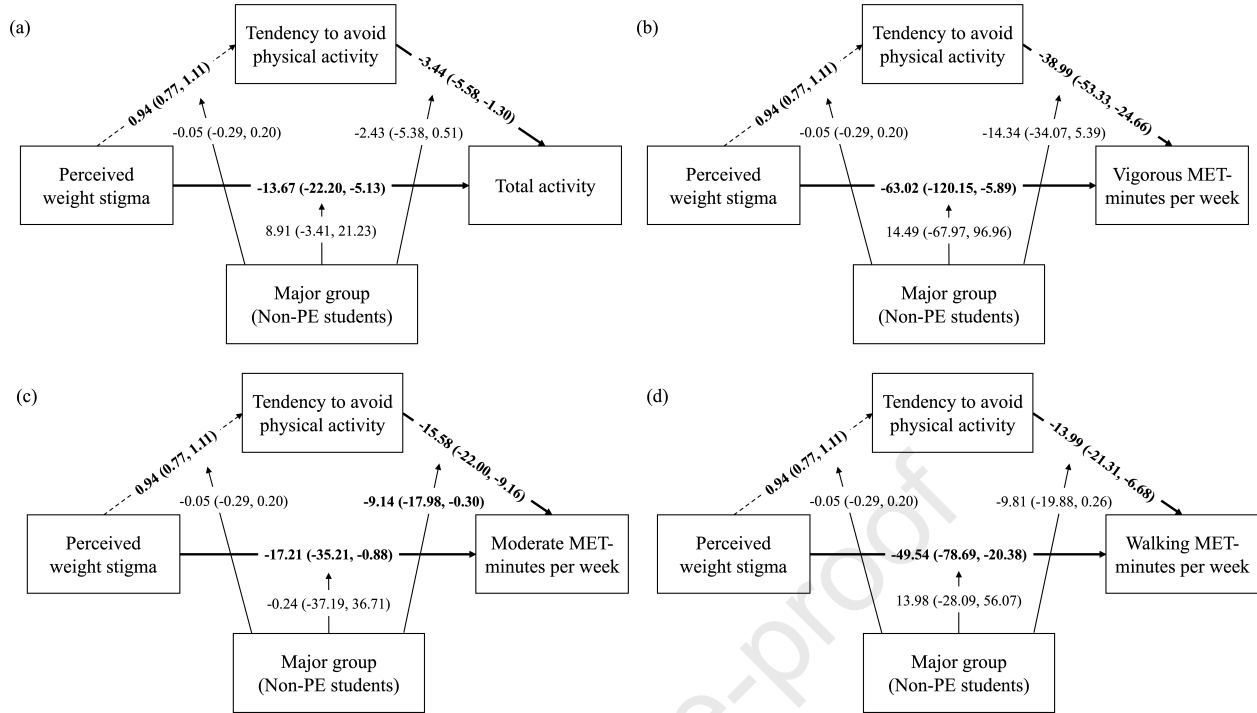 (a)
Tendency to avoid
physical activity
0.94 (0.77, 1.11)
-3.44 (-5.58, -1.30)
-0.05 (-0.29, 0.20)
-2.43 (-5.38, 0.51)
Perceived
weight stigma
-13.67 (-22.20, -5.13)
Total activity
8.91 (-3.41, 21.23)
Major group
(Non-PE students)
(b)
Tendency to avoid
physical activity
0.94 (0.77, 1.11)
-38.99 (-53.33, -24.66)
-0.05 (-0.29, 0.20)
-14.34 (-34.07, 5.39)
Perceived
weight stigma
-63.02 (-120.15, -5.89)
Vigorous MET-
minutes per week
14.49 (-67.97, 96.96)
Major group
(Non-PE students)
(c)
Tendency to avoid
physical activity
0.94 (0.77, 1.11)
-15.58 (-22.00, -9.16)
-0.05 (-0.29, 0.20)
-9.14 (-17.98, -0.30)
Perceived
weight stigma
-17.21 (-35.21, -0.88)
Moderate MET-
minutes per week
-0.24 (-37.19, 36.71)
Major group
(Non-PE students)
(d)
Tendency to avoid
physical activity
0.94 (0.77, 1.11)
-13.99 (-21.31, -6.68)
-0.05 (-0.29, 0.20)
-9.81 (-19.88, 0.26)
Perceived
weight stigma
-49.54 (-78.69, -20.38)
Walking MET-
minutes per week
13.98 (-28.09, 56.07)
Major group
(Non-PE students)
e-proof